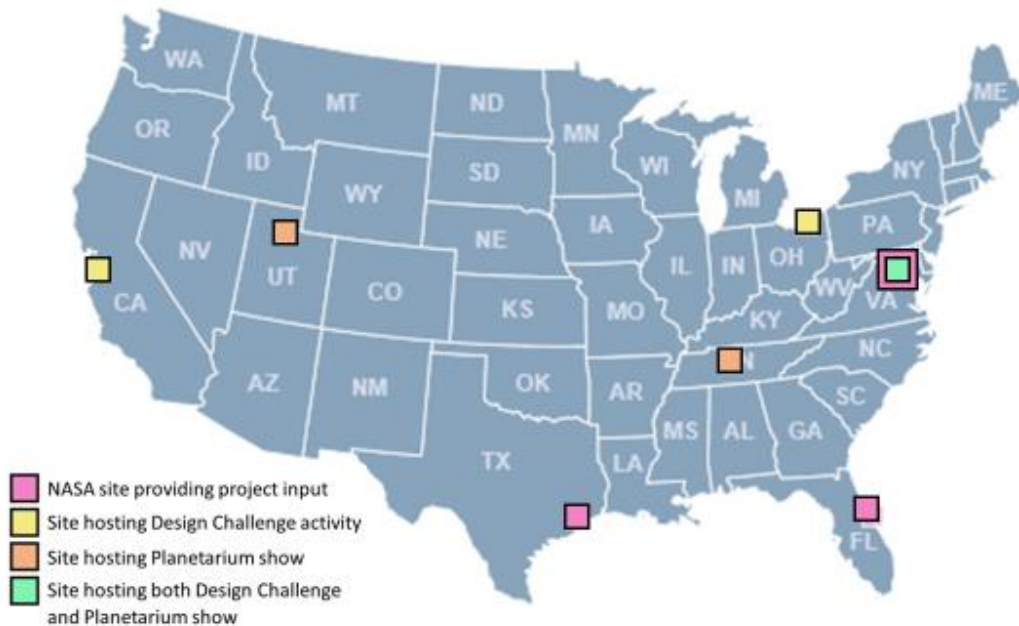 WA
MT
ND
MN
ME
OR
ID
SD
WI
NY
WY
MI
IA
PA
NE
NV
UT
IL
IN
OH
CO
CA
WV
VA
KS
MO
KY
NC
OK
AZ
NM
AR
SC
MS
AL
GA
TX
LA
FL
NASA site providing project input
Site hosting Design Challenge activity
Site hosting Planetarium show
Site hosting both Design Challenge
and Planetarium show